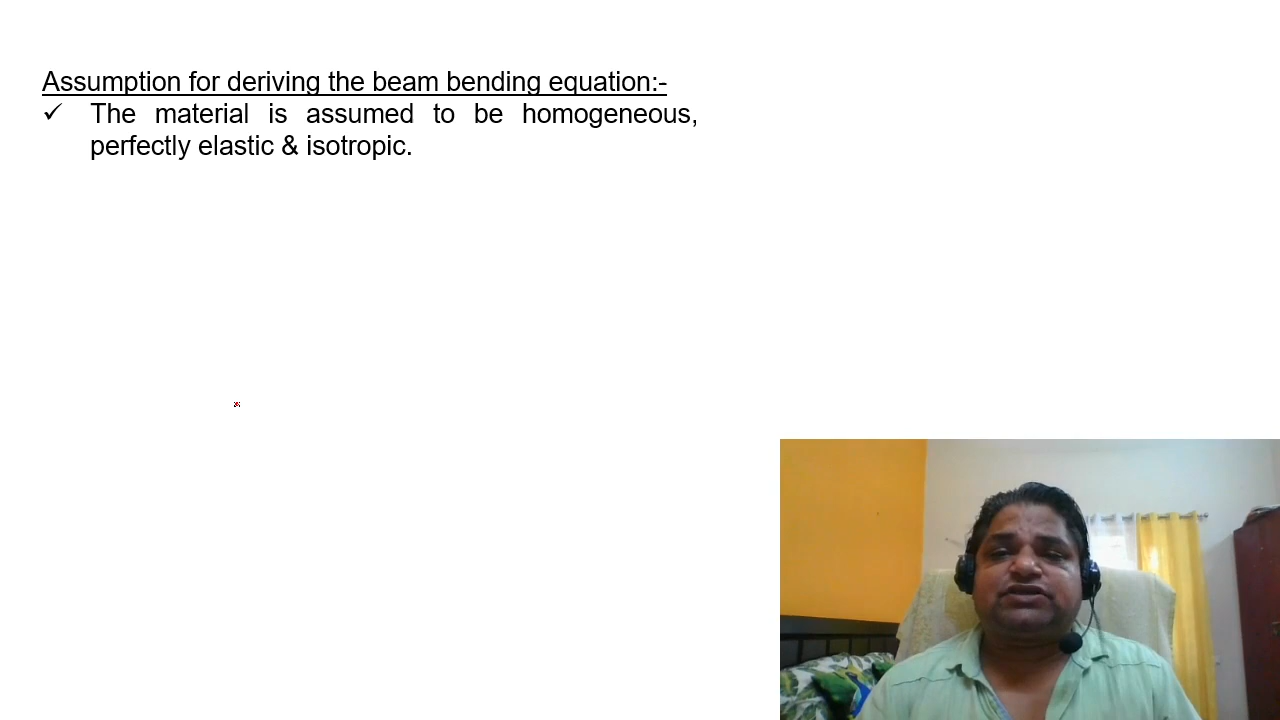 Assumption for deriving the beam bending equation:-
✓ The material is assumed to be homogeneous,
perfectly elastic & isotropic.